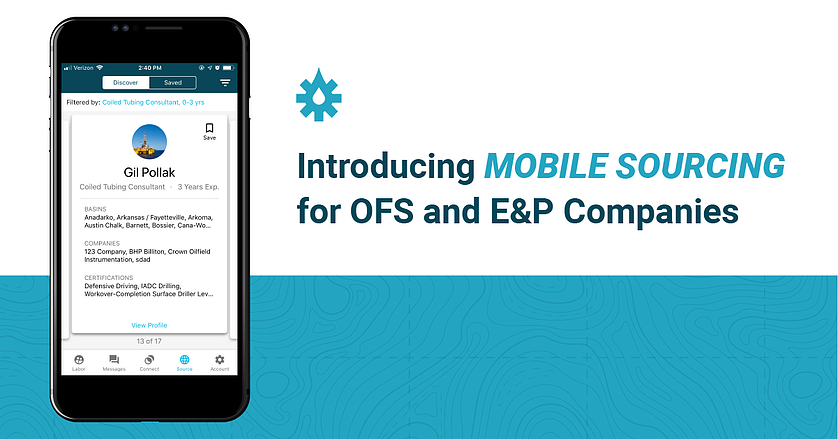 Verizon
2:40 PM
Discover
Saved
Filtered by: Coiled Tubing Consultant, 0-3 yrs
Save
Gil Pollak
Coiled Tubing Consultant · 3 Years Exp.
BASINS
Anadarko, Arkansas / Fayetteville, Arkoma,
Austin Chalk, Barnett, Bossier, Cana-Wo...
COMPANIES
123 Company, BHP Billiton, Crown Oilfield
Instrumentation, sdad
CERTIFICATIONS
Defensive Driving, IADC Drilling,
Workover-Completion Surface Driller Lev...
View Profile
13 of 17
Labor
Messages
Connect
Source
Account
Introducing MOBILE SOURCING
for OFS and E&P Companies